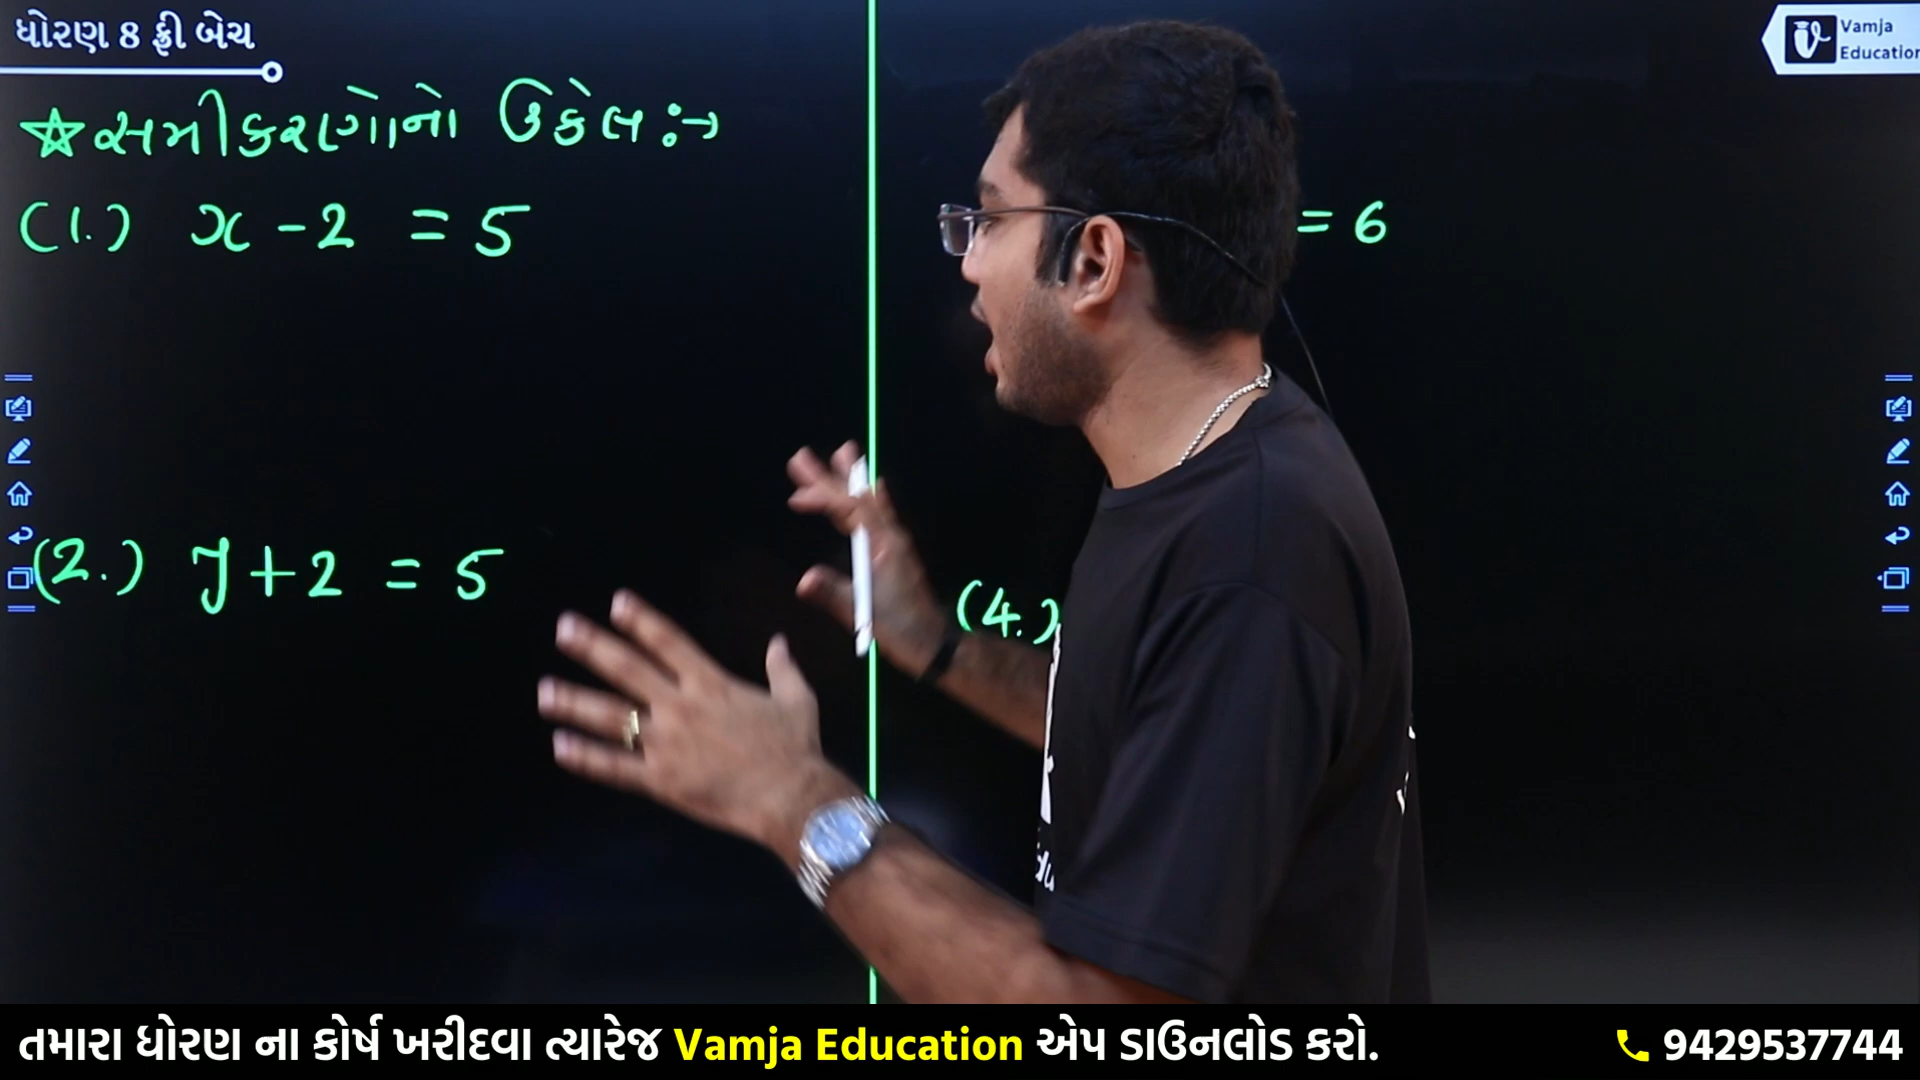 ધોરણ 8 ફ્રી બેચ
Vamja
Education
☆ સમીકરણોનો ઉકેલ :→
(1.) x - 2 = 5
= 6
(2.) y + 2 = 5
(4.)
તમારા ધોરણ ના કોર્ષ ખરીદવા ત્યારેજ Vamja Education એપ ડાઉનલોડ કરો.
9429537744